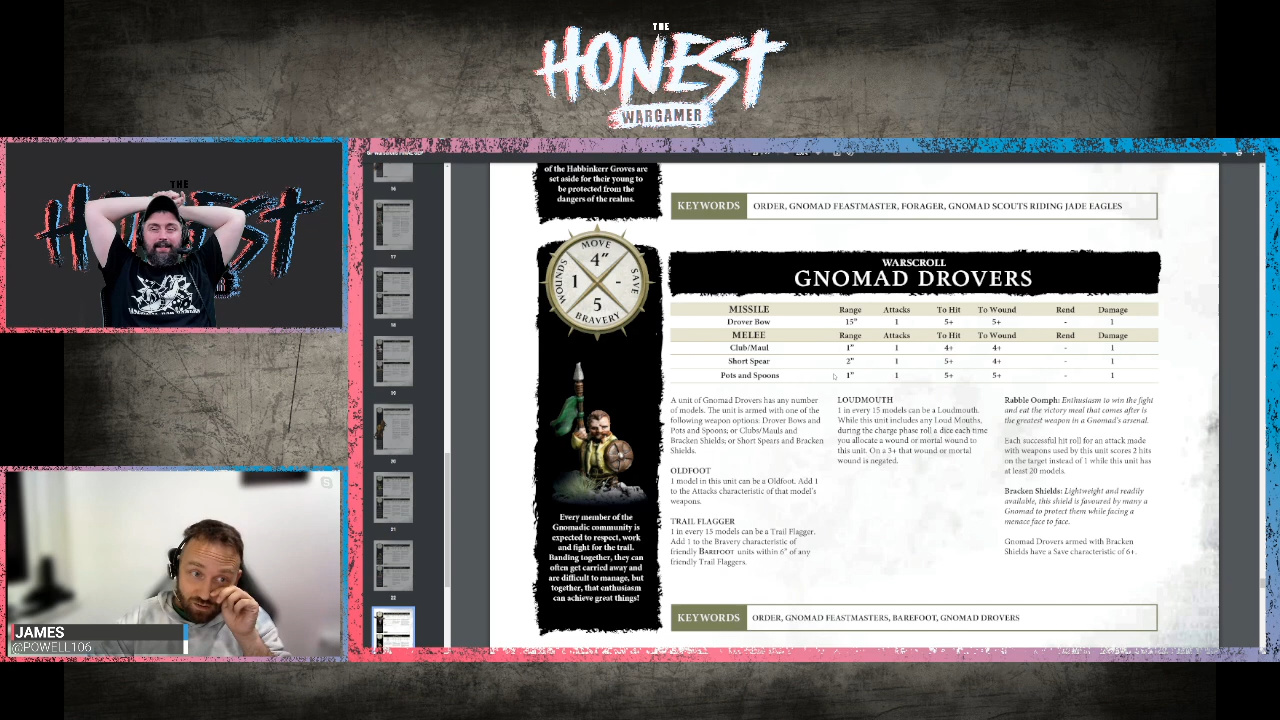 THE
HONEST
WARGAMER
THE
of the Habbinkerr Groves are
set aside for their young to
be protected from the
dangers of the realms.
KEYWORDS ORDER, GNOMAD FEASTMASTER, FORAGER, GNOMAD SCOUTS RIDING JADE EAGLES
MOVE
4"
WOUNDS 1 - SAVE
5
BRAVERY
WARSCROLL
GNOMAD DROVERS
MISSILE Range Attacks To Hit To Wound Rend Damage
Drover Bow 15" 1 5+ 5+ - 1
MELEE Range Attacks To Hit To Wound Rend Damage
Club/Maul 1" 1 4+ 4+ - 1
Short Spear 2" 1 5+ 4+ - 1
Pots and Spoons 1" 1 5+ 5+ - 1
A unit of Gnomad Drovers has any number
of models. The unit is armed with one of the
following weapon options: Drover Bows and
Pots and Spoons; or Clubs/Mauls and
Bracken Shields; or Short Spears and Bracken
Shields.
OLDFOOT
1 model in this unit can be a Oldfoot. Add 1
to the Attacks characteristic of that model's
weapons.
TRAIL FLAGGER
1 in every 15 models can be a Trail Flagger.
Add 1 to the Bravery characteristic of
friendly BAREFOOT units within 6" of any
friendly Trail Flaggers.
LOUDMOUTH
1 in every 15 models can be a Loudmouth.
While this unit includes any Loud Mouths,
during the charge phase roll a dice each time
you allocate a wound or mortal wound to
this unit. On a 3+ that wound or mortal
wound is negated.
Rabble Oomph: Enthusiasm to win the fight
and eat the victory meal that comes after is
the greatest weapon in a Gnomad's arsenal.
Each successful hit roll for an attack made
with weapons used by this unit scores 2 hits
on the target instead of 1 while this unit has
at least 20 models.
Bracken Shields: Lightweight and readily
available, this shield is favoured by many a
Gnomad to protect them while facing a
menace face to face.
Gnomad Drovers armed with Bracken
Shields have a Save characteristic of 6+.
Every member of the
Gnomadic community is
expected to respect, work
and fight for the trail.
Banding together, they can
often get carried away and
are difficult to manage, but
together, that enthusiasm
can achieve great things!
KEYWORDS ORDER, GNOMAD FEASTMASTERS, BAREFOOT, GNOMAD DROVERS
16
17
18
19
20
21
22
JAMES
@POWELL106